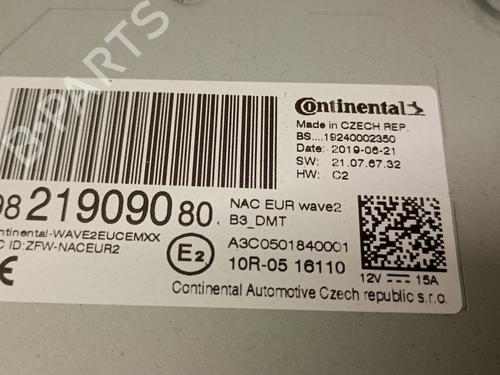 B-PARTS
Continental
Made in CZECH REP.
BS....19240002350
Date: 2019-06-21
SW: 21.07.67.32
HW: C2
98 219090 80
NAC EUR wave2
B3_DMT
ntinental-WAVE2EUCEMXX
C ID:ZFW-NACEUR2
CE
E2
A3C0501840001
10R-05 16110
12V 15A
Continental Automotive Czech republic s.r.o.